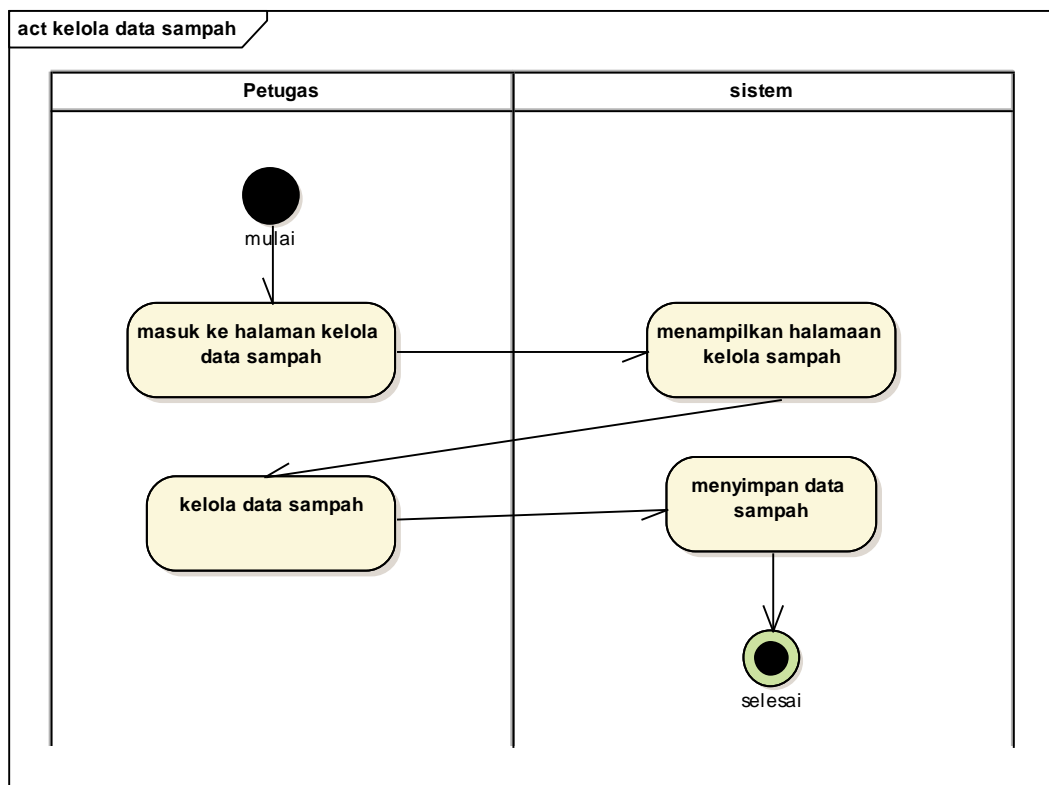 act kelola data sampah
Petugas
sistem
mulai
masuk ke halaman kelola
data sampah
menampilkan halamaan
kelola sampah
kelola data sampah
menyimpan data
sampah
selesai